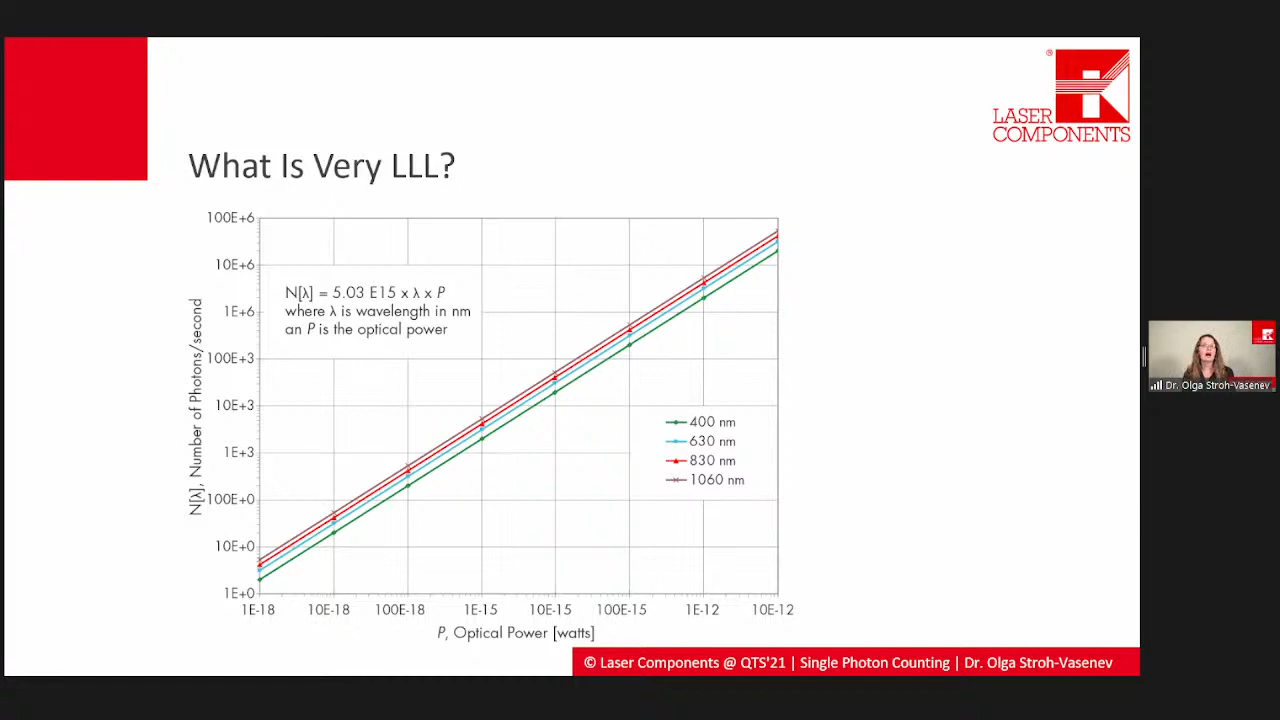 ®
LASER
COMPONENTS
What Is Very LLL?
100E+6
10E+6
1E+6
100E+3
10E+3
1E+3
100E+0
10E+0
1E+0
N[λ], Number of Photons/second
N[λ] = 5.03 E15 x λ x P
where λ is wavelength in nm
an P is the optical power
400 nm
630 nm
830 nm
1060 nm
1E-18 10E-18 100E-18 1E-15 10E-15 100E-15 1E-12 10E-12
P, Optical Power [watts]
© Laser Components @ QTS'21 | Single Photon Counting | Dr. Olga Stroh-Vasenev
Dr. Olga Stroh-Vasenev